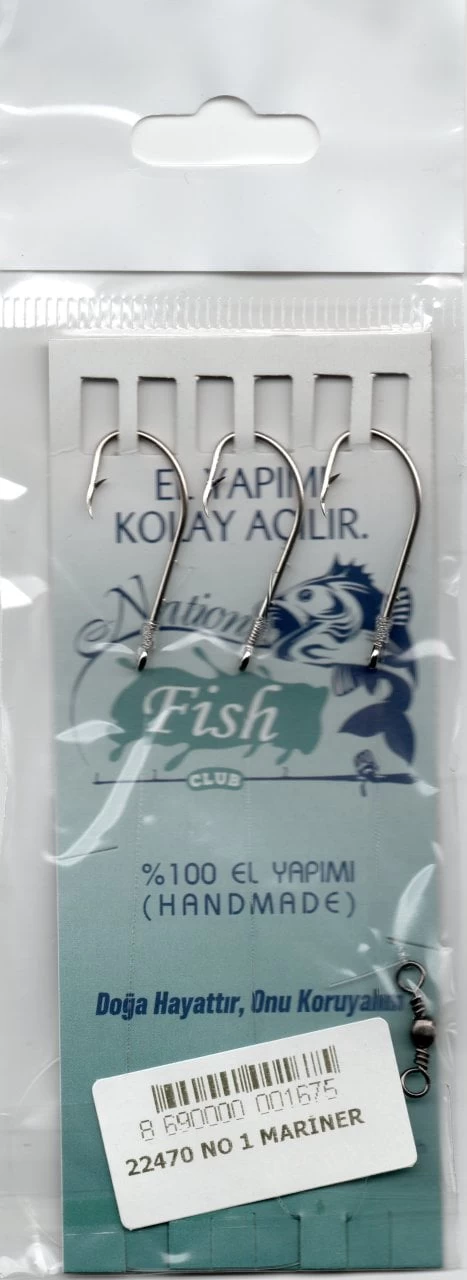 EL YAPIMI
KOLAY AÇILIR.
National
Fish
CLUB
%100 EL YAPIMI
(HANDMADE)
Doğa Hayattır, Onu Koruyalım
8 690000 001675
22470 NO 1 MARİNER